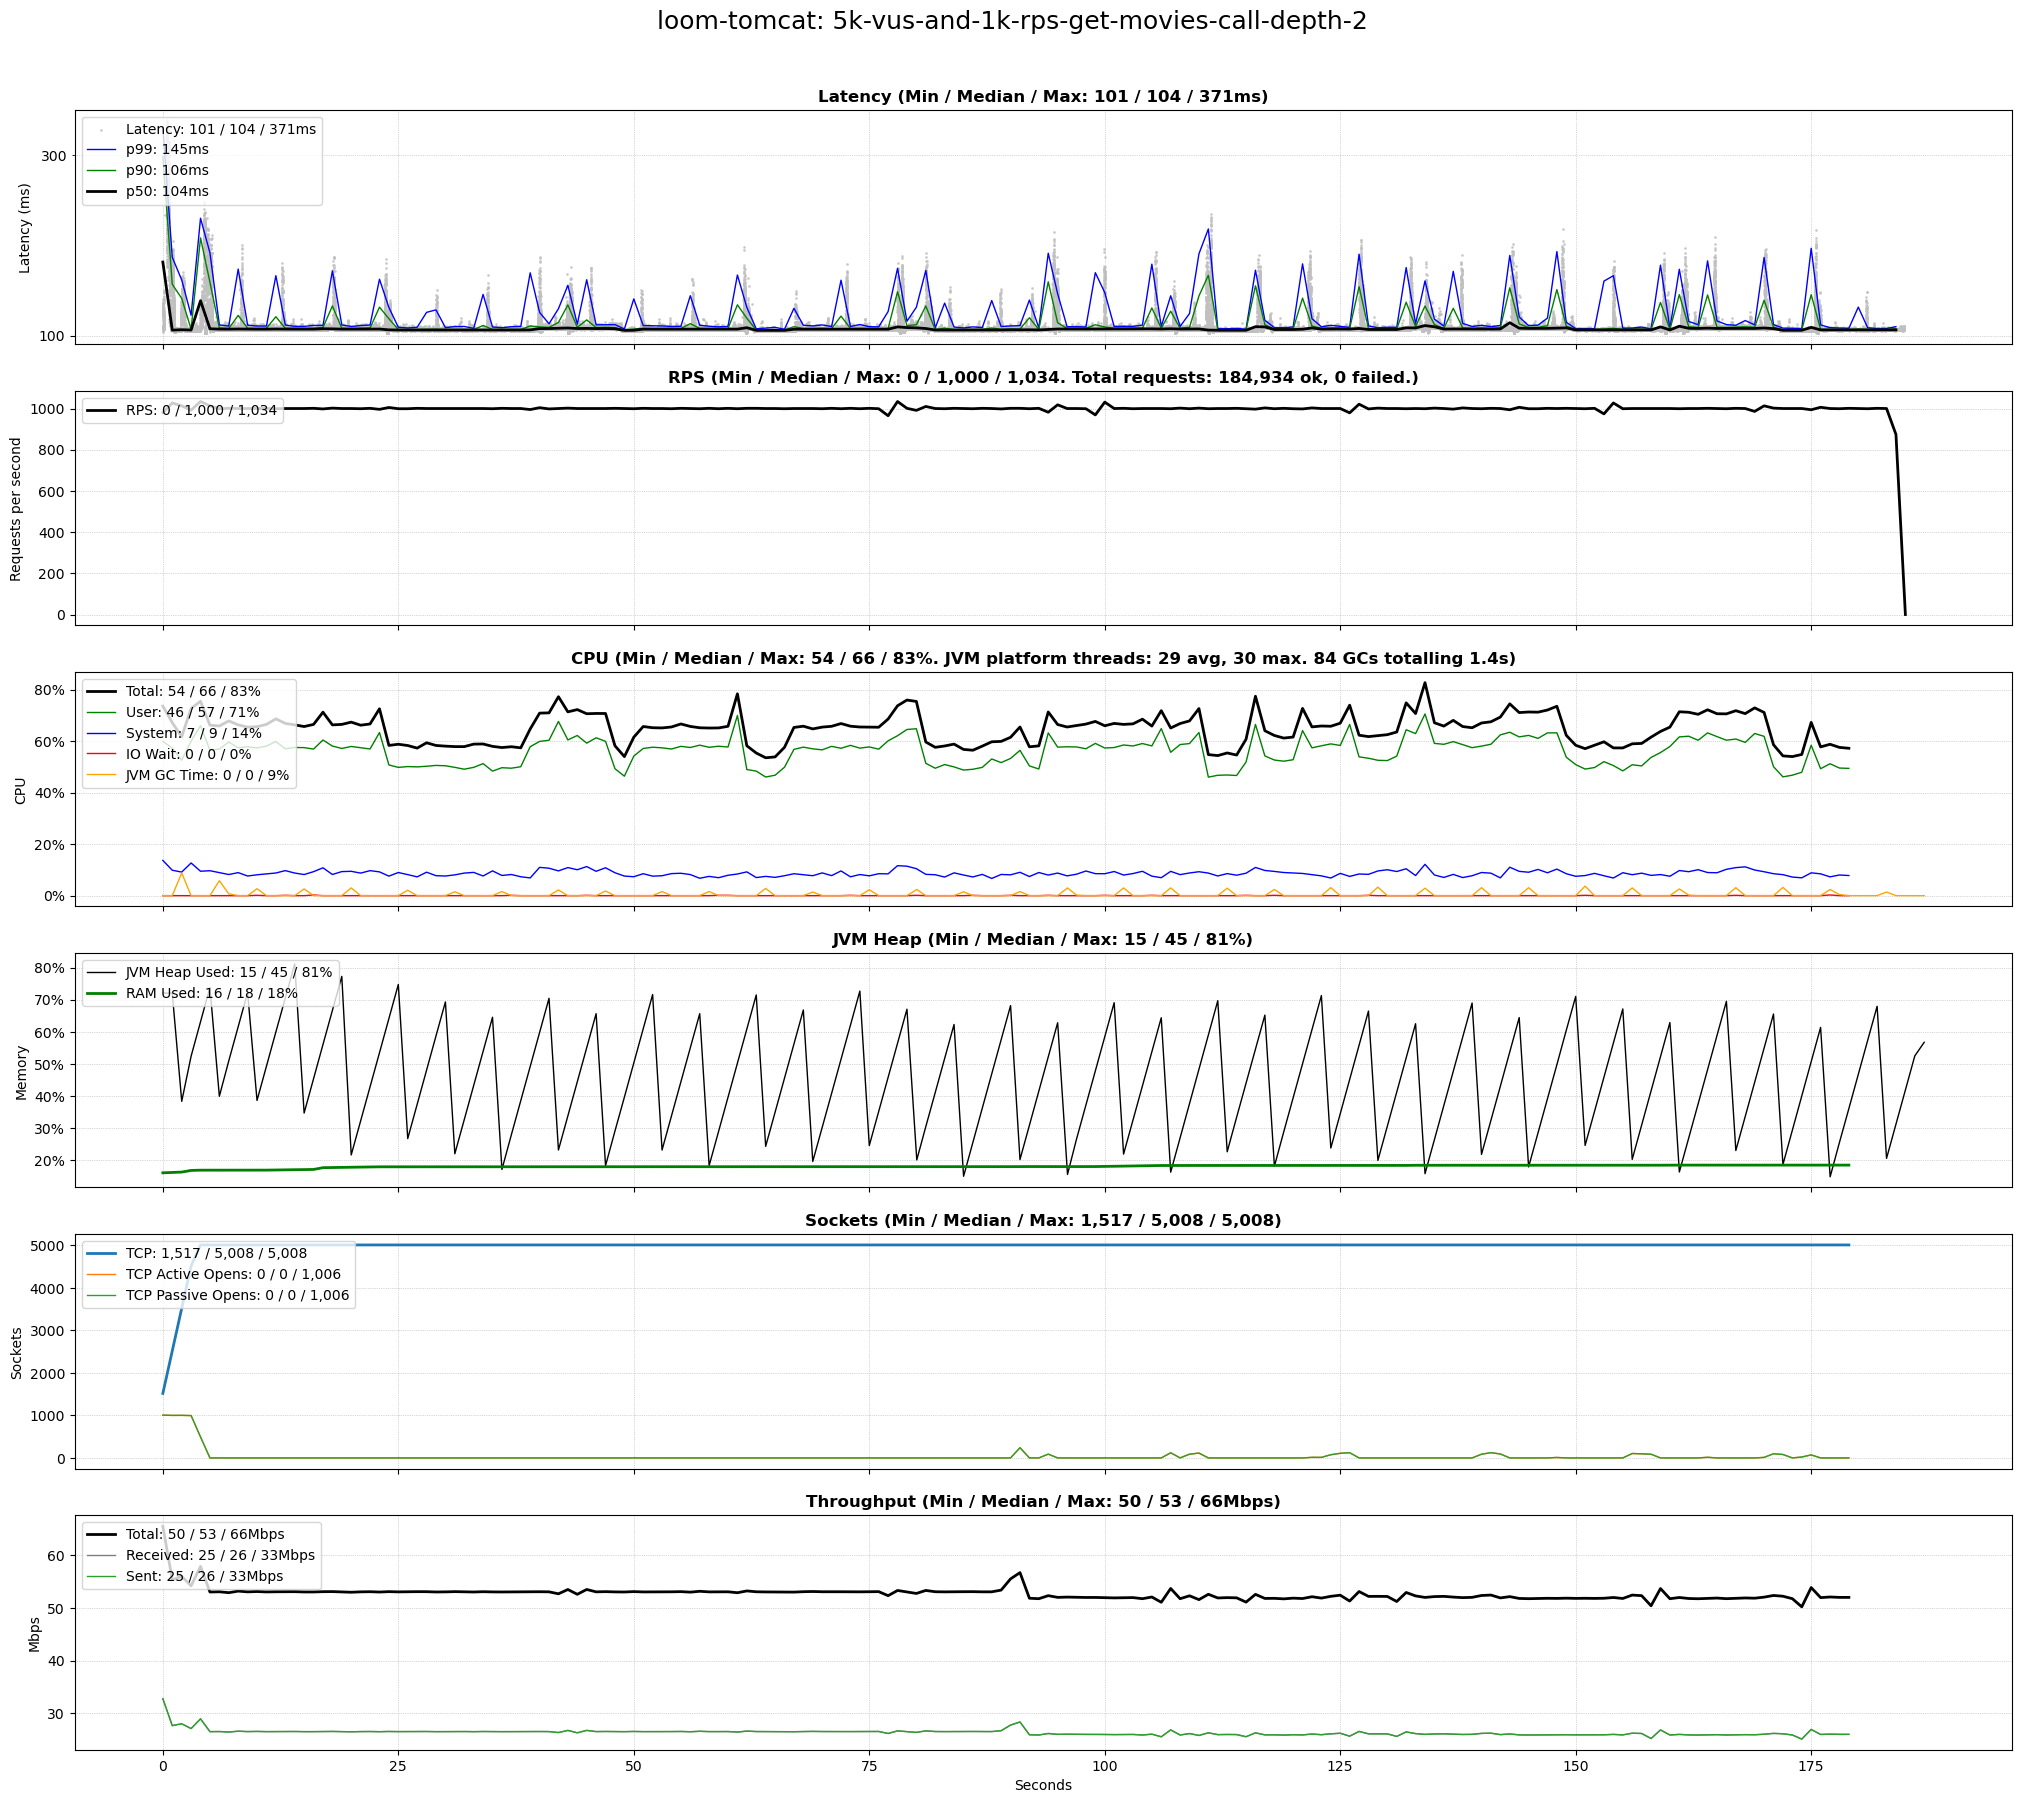 loom-tomcat: 5k-vus-and-1k-rps-get-movies-call-depth-2
Latency (Min / Median / Max: 101 / 104 / 371ms)
Latency: 101 / 104 / 371ms
p99: 145ms
p90: 106ms
p50: 104ms
300
100
Latency (ms)
RPS (Min / Median / Max: 0 / 1,000 / 1,034. Total requests: 184,934 ok, 0 failed.)
RPS: 0 / 1,000 / 1,034
1000
800
600
400
200
0
Requests per second
CPU (Min / Median / Max: 54 / 66 / 83%. JVM platform threads: 29 avg, 30 max. 84 GCs totalling 1.4s)
Total: 54 / 66 / 83%
User: 46 / 57 / 71%
System: 7 / 9 / 14%
IO Wait: 0 / 0 / 0%
JVM GC Time: 0 / 0 / 9%
80%
60%
40%
20%
0%
CPU
JVM Heap (Min / Median / Max: 15 / 45 / 81%)
JVM Heap Used: 15 / 45 / 81%
RAM Used: 16 / 18 / 18%
80%
70%
60%
50%
40%
30%
20%
Memory
Sockets (Min / Median / Max: 1,517 / 5,008 / 5,008)
TCP: 1,517 / 5,008 / 5,008
TCP Active Opens: 0 / 0 / 1,006
TCP Passive Opens: 0 / 0 / 1,006
5000
4000
3000
2000
1000
0
Sockets
Throughput (Min / Median / Max: 50 / 53 / 66Mbps)
Total: 50 / 53 / 66Mbps
Received: 25 / 26 / 33Mbps
Sent: 25 / 26 / 33Mbps
60
50
40
30
Mbps
0 25 50 75 100 125 150 175
Seconds